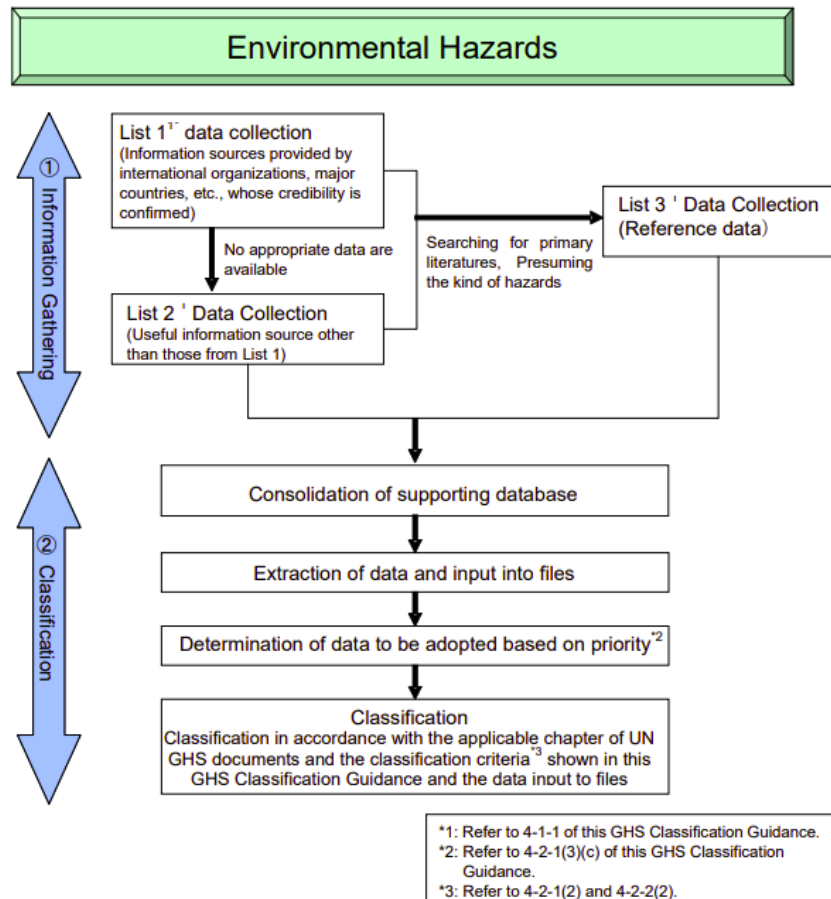 Environmental Hazards
① Information Gathering
List 1*1 data collection
(Information sources provided by
international organizations, major
countries, etc., whose credibility is
confirmed)
No appropriate data are
available
List 2 ' Data Collection
(Useful information source other
than those from List 1)
Searching for primary
literatures, Presuming
the kind of hazards
List 3 ' Data Collection
(Reference data)
② Classification
Consolidation of supporting database
Extraction of data and input into files
Determination of data to be adopted based on priority*2
Classification
Classification in accordance with the applicable chapter of UN
GHS documents and the classification criteria*3 shown in this
GHS Classification Guidance and the data input to files
*1: Refer to 4-1-1 of this GHS Classification Guidance.
*2: Refer to 4-2-1(3)(c) of this GHS Classification
Guidance.
*3: Refer to 4-2-1(2) and 4-2-2(2).